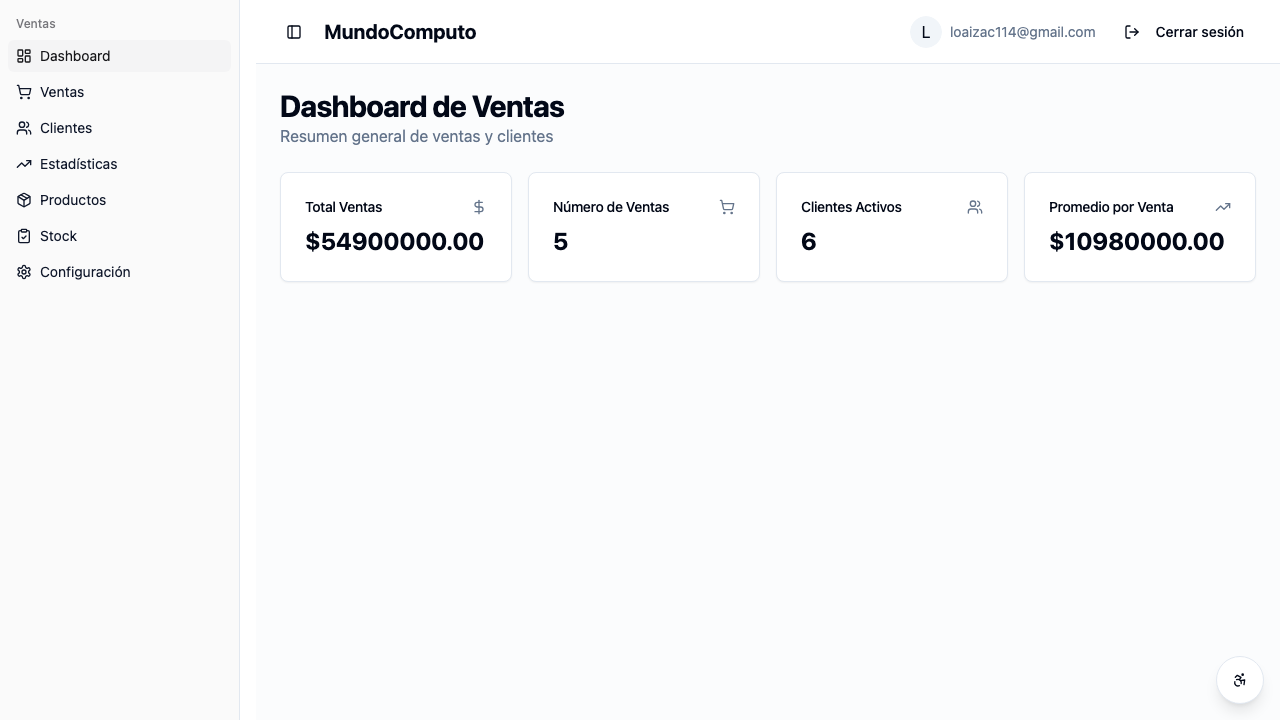 Ventas
Dashboard
Ventas
Clientes
Estadísticas
Productos
Stock
Configuración
MundoComputo
L
loaizac114@gmail.com
Cerrar sesión
Dashboard de Ventas
Resumen general de ventas y clientes
Total Ventas
$54900000.00
Número de Ventas
5
Clientes Activos
6
Promedio por Venta
$10980000.00